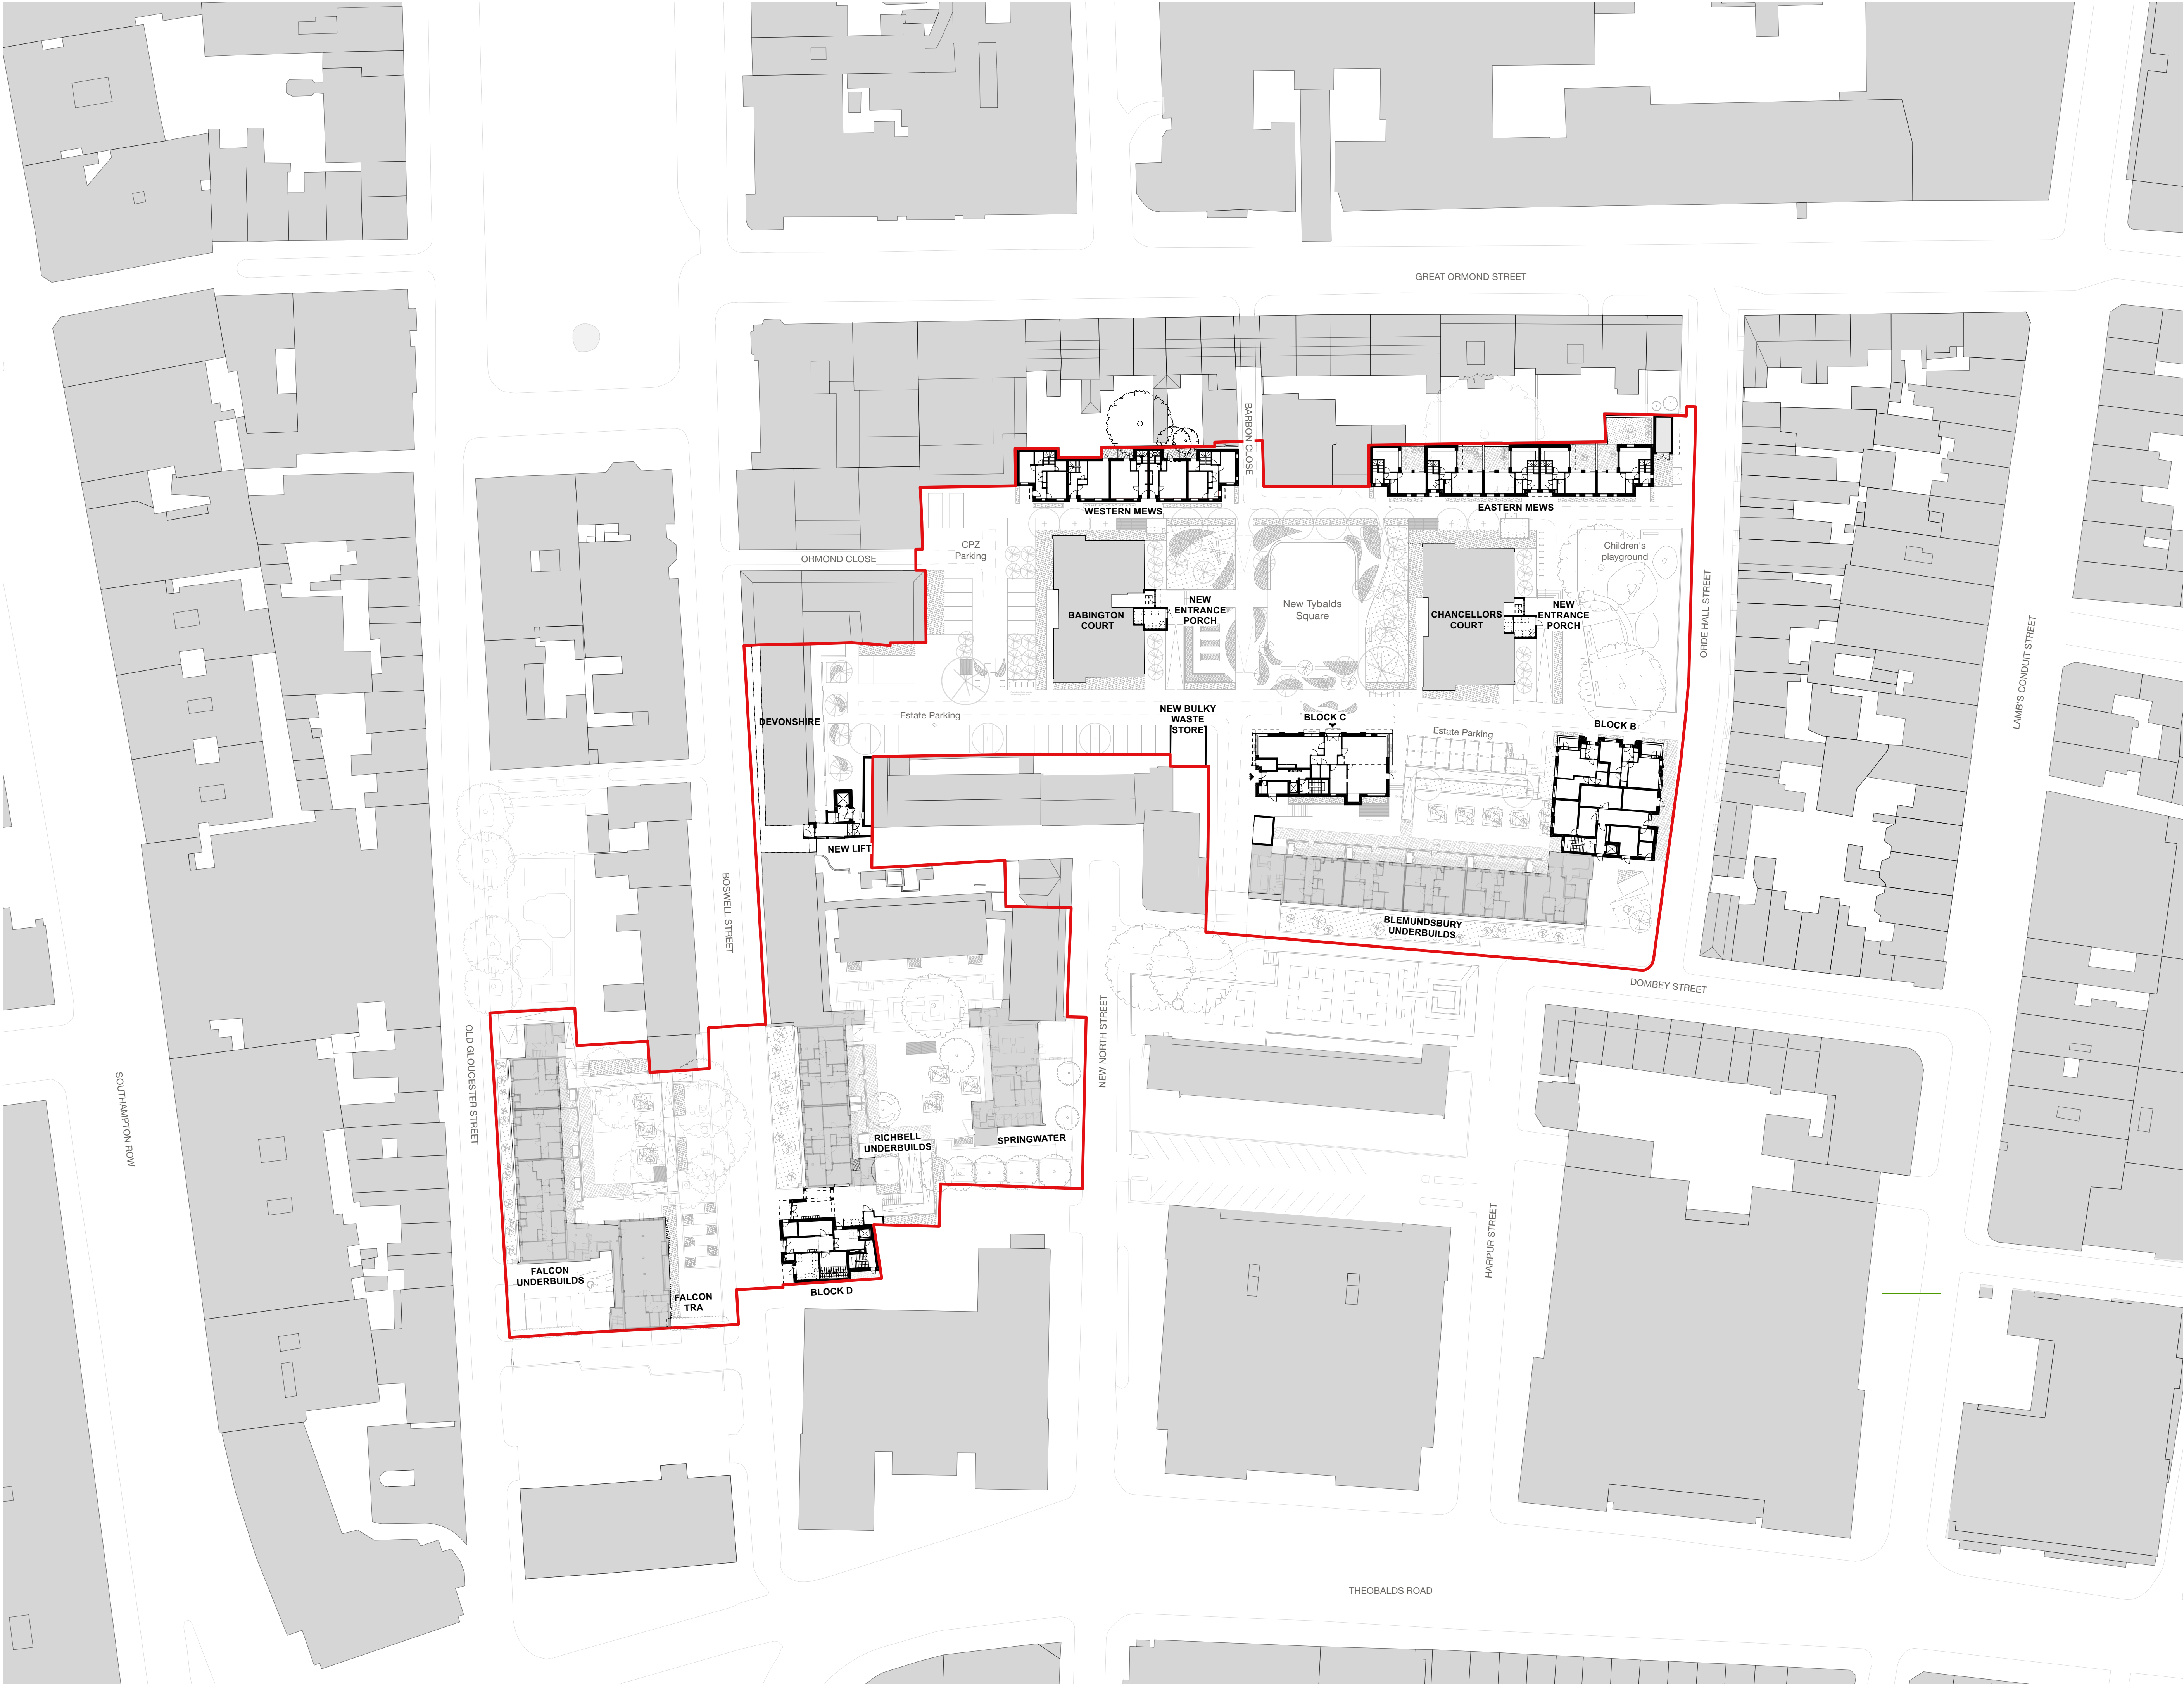 GREAT ORMOND STREET
BARBON CLOSE
WESTERN MEWS
EASTERN MEWS
ORMOND CLOSE
CPZ
Parking
Children's
playground
BABINGTON
COURT
NEW
ENTRANCE
PORCH
New Tybalds
Square
CHANCELLORS
COURT
NEW
ENTRANCE
PORCH
ORDE HALL STREET
LAMB'S CONDUIT STREET
DEVONSHIRE
Estate Parking
NEW BULKY
WASTE
STORE
BLOCK C
Estate Parking
BLOCK B
NEW LIFT
BOSWELL STREET
BLEMUNDSBURY
UNDERBUILDS
DOMBEY STREET
OLD GLOUCESTER STREET
NEW NORTH STREET
SOUTHAMPTON ROW
RICHBELL
UNDERBUILDS
SPRINGWATER
HARPUR STREET
FALCON
UNDERBUILDS
FALCON
TRA
BLOCK D
THEOBALDS ROAD